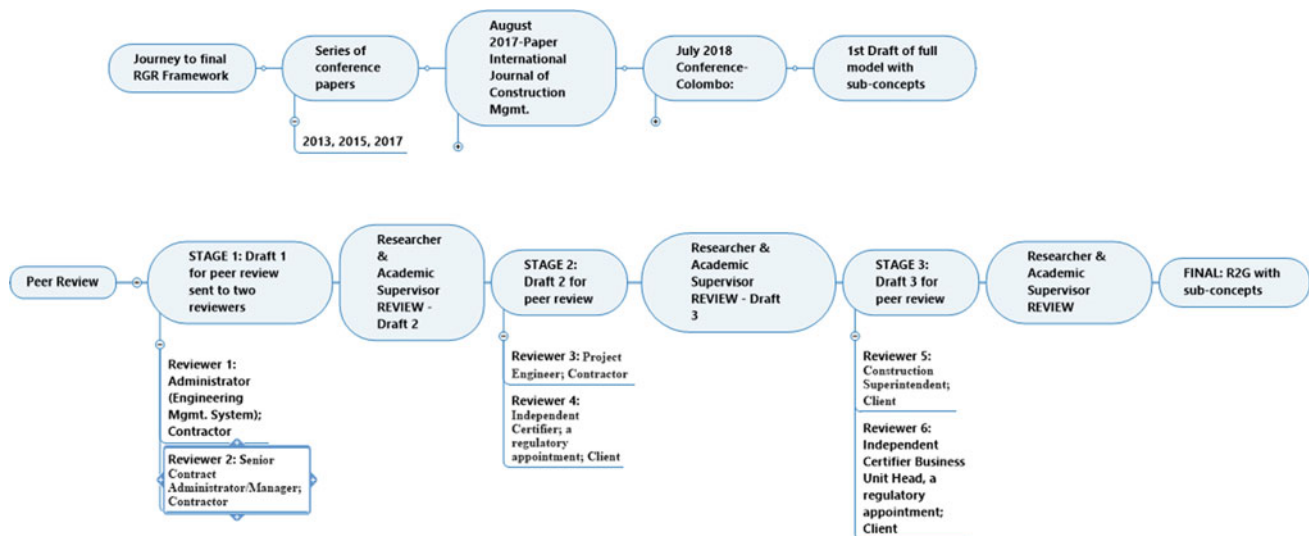 Journey to final
RGR Framework
Series of
conference
papers
2013, 2015, 2017
August
2017-Paper
International
Journal of
Construction
Mgmt.
July 2018
Conference-
Colombo:
1st Draft of full
model with
sub-concepts
Peer Review
STAGE 1: Draft 1
for peer review
sent to two
reviewers
Reviewer 1:
Administrator
(Engineering
Mgmt. System);
Contractor
Reviewer 2: Senior
Contract
Administrator/Manager;
Contractor
Researcher
&
Academic
Supervisor
REVIEW -
Draft 2
STAGE 2:
Draft 2 for
peer review
Reviewer 3: Project
Engineer; Contractor
Reviewer 4:
Independent
Certifier; a
regulatory
appointment; Client
Researcher &
Academic
Supervisor
REVIEW - Draft
3
STAGE 3:
Draft 3 for
peer review
Reviewer 5:
Construction
Superintendent;
Client
Reviewer 6:
Independent
Certifier Business
Unit Head, a
regulatory
appointment;
Client
Researcher &
Academic
Supervisor
REVIEW
FINAL: R2G with
sub-concepts